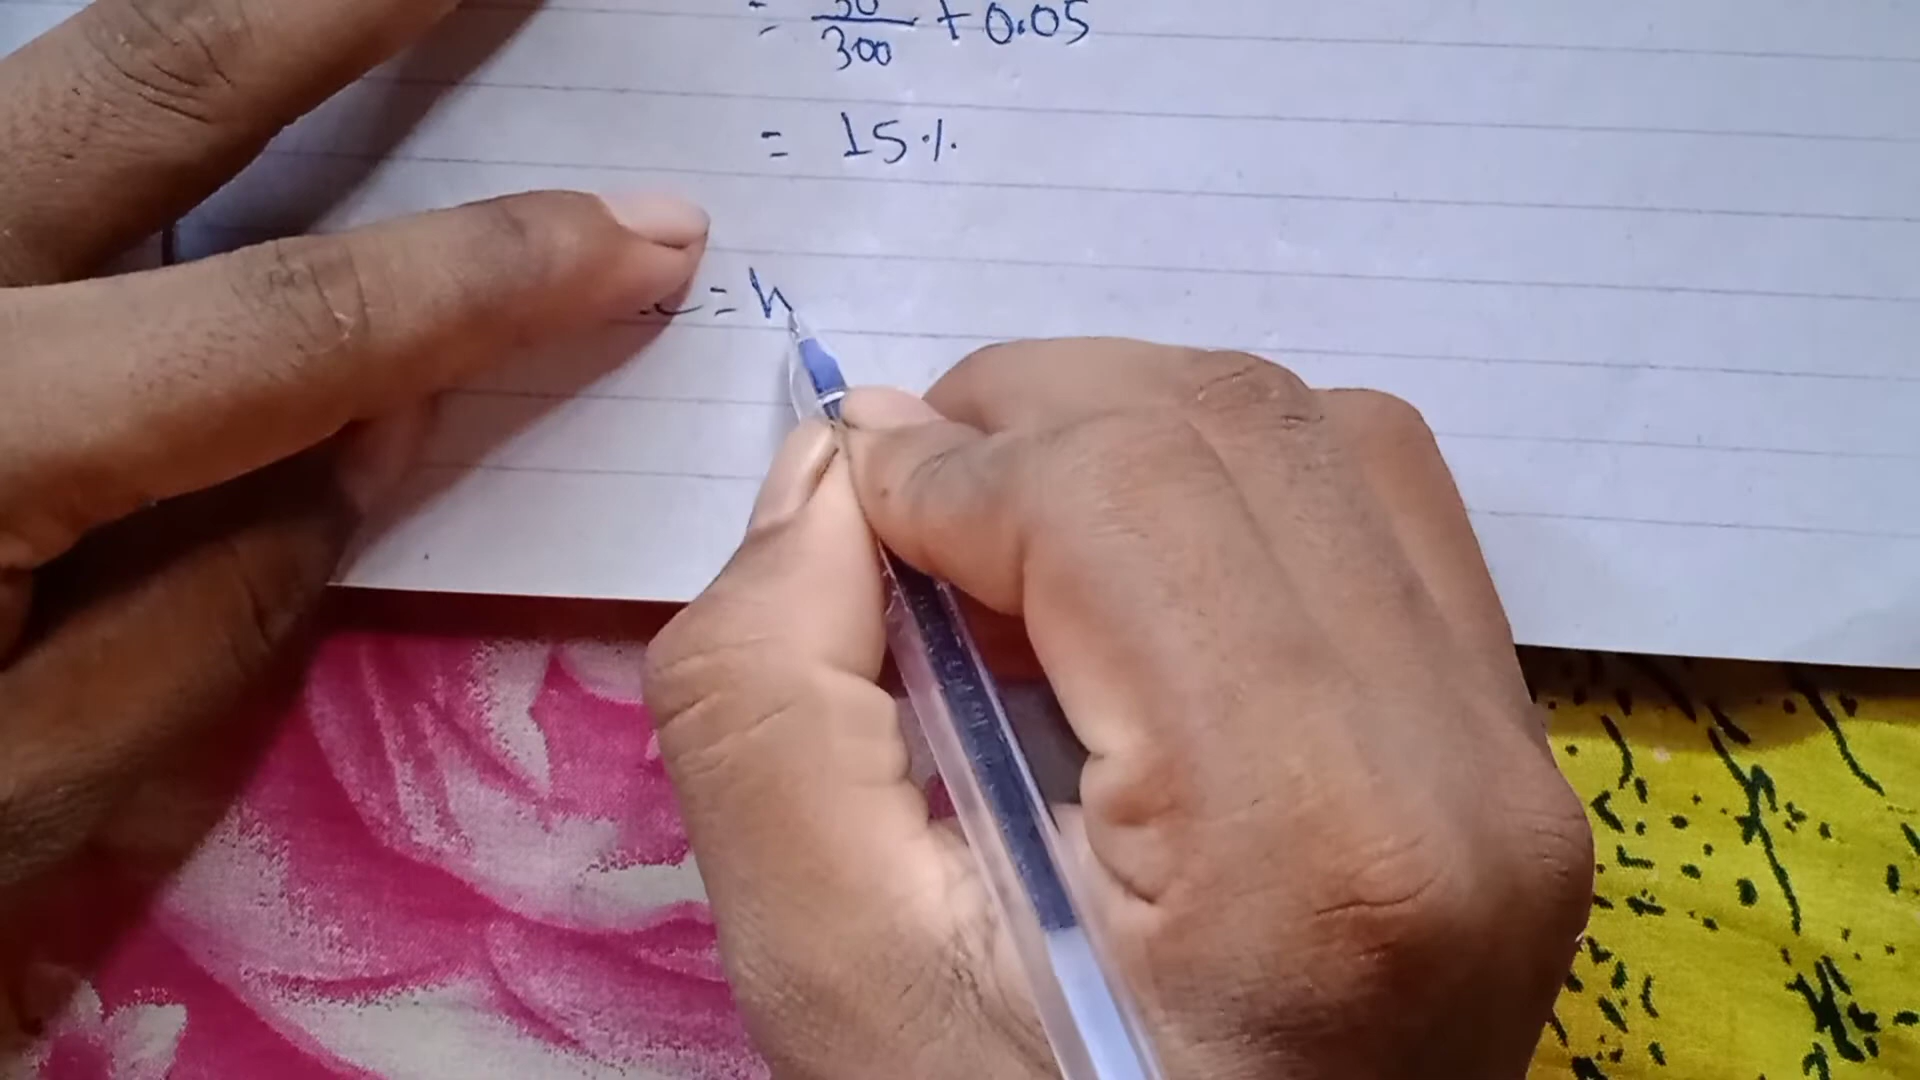 = 30/300 + 0.05
= 15%
=